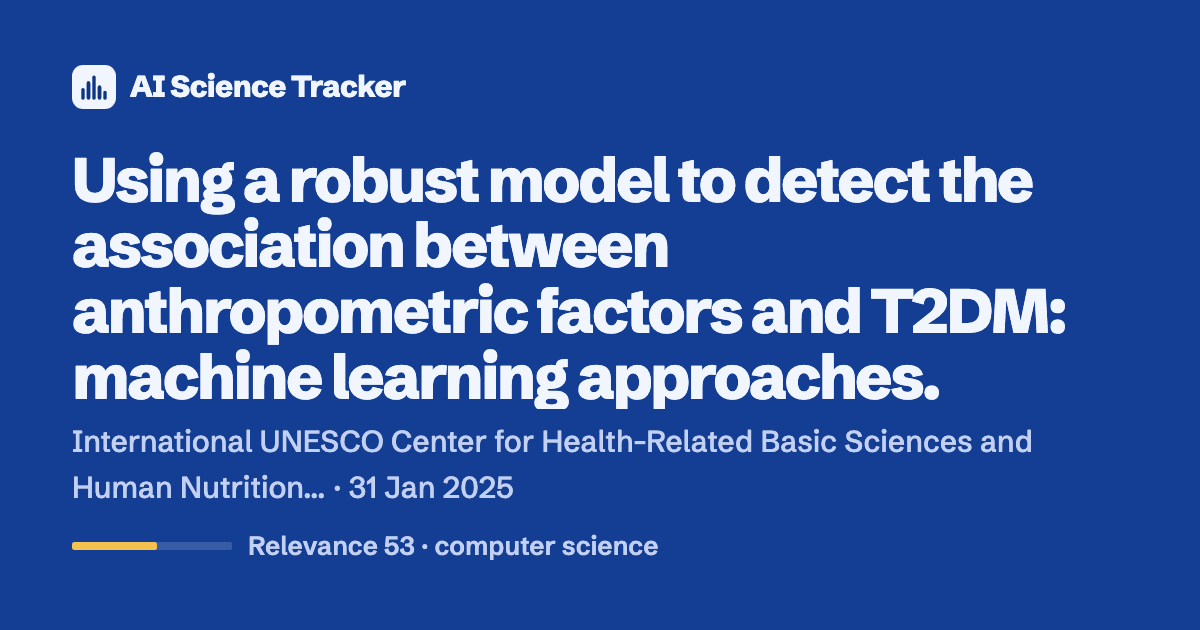 AI Science Tracker
Using a robust model to detect the
association between
anthropometric factors and T2DM:
machine learning approaches.
International UNESCO Center for Health-Related Basic Sciences and
Human Nutrition... · 31 Jan 2025
Relevance 53 · computer science